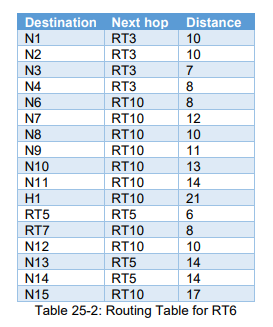 Destination Next hop Distance
N1 RT3 10
N2 RT3 10
N3 RT3 7
N4 RT3 8
N6 RT10 8
N7 RT10 12
N8 RT10 10
N9 RT10 11
N10 RT10 13
N11 RT10 14
H1 RT10 21
RT5 RT5 6
RT7 RT10 8
N12 RT10 10
N13 RT5 14
N14 RT5 14
N15 RT10 17
Table 25-2: Routing Table for RT6